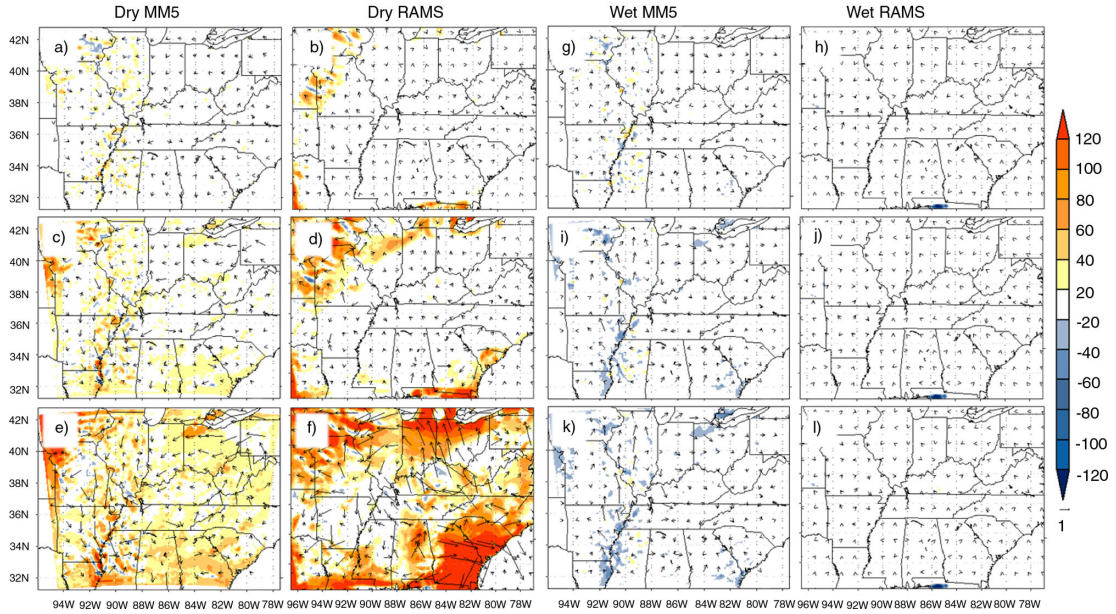 Dry MM5 Dry RAMS Wet MM5 Wet RAMS
42N a) b) g) h)
40N
38N
36N
34N
32N
120
100
80
60
40
20
-20
-40
-60
-80
-100
-120
1
42N c) d) i) j)
40N
38N
36N
34N
32N
42N e) f) k) l)
40N
38N
36N
34N
32N
94W 92W 90W 88W 86W 84W 82W 80W 78W 96W 94W 92W 90W 88W 86W 84W 82W 80W 78W 94W 92W 90W 88W 86W 84W 82W 80W 78W 96W 94W 92W 90W 88W 86W 84W 82W 80W 78W